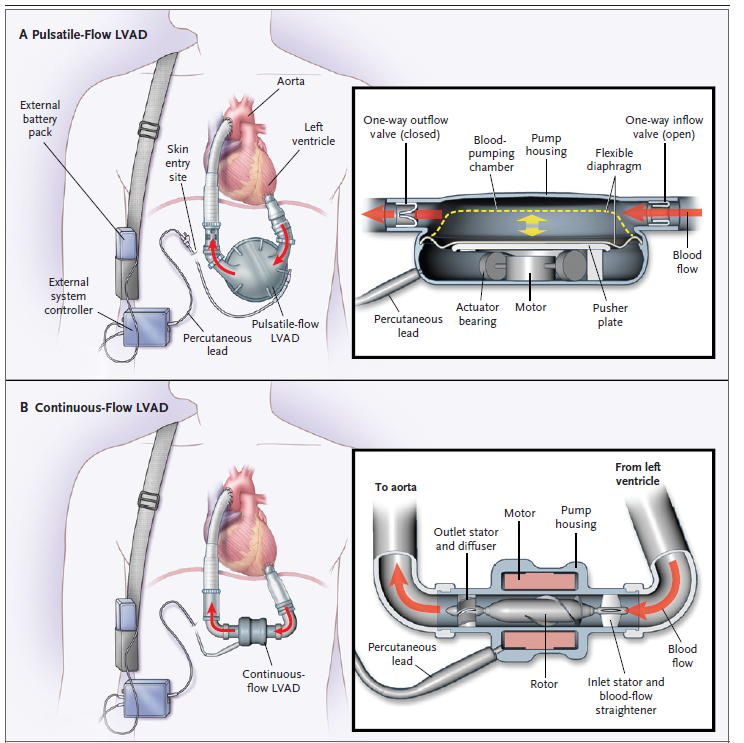 A Pulsatile-Flow LVAD
External
battery
pack
Skin
entry
site
Aorta
Left
ventricle
External
system
controller
Percutaneous
lead
Pulsatile-flow
LVAD
One-way outflow
valve (closed)
Blood-
pumping
chamber
Pump
housing
Flexible
diaphragm
One-way inflow
valve (open)
Blood
flow
Percutaneous
lead
Actuator
bearing
Motor
Pusher
plate
B Continuous-Flow LVAD
Continuous-
flow LVAD
To aorta
From left
ventricle
Outlet stator
and diffuser
Motor
Pump
housing
Percutaneous
lead
Rotor
Inlet stator and
blood-flow
straightener
Blood
flow